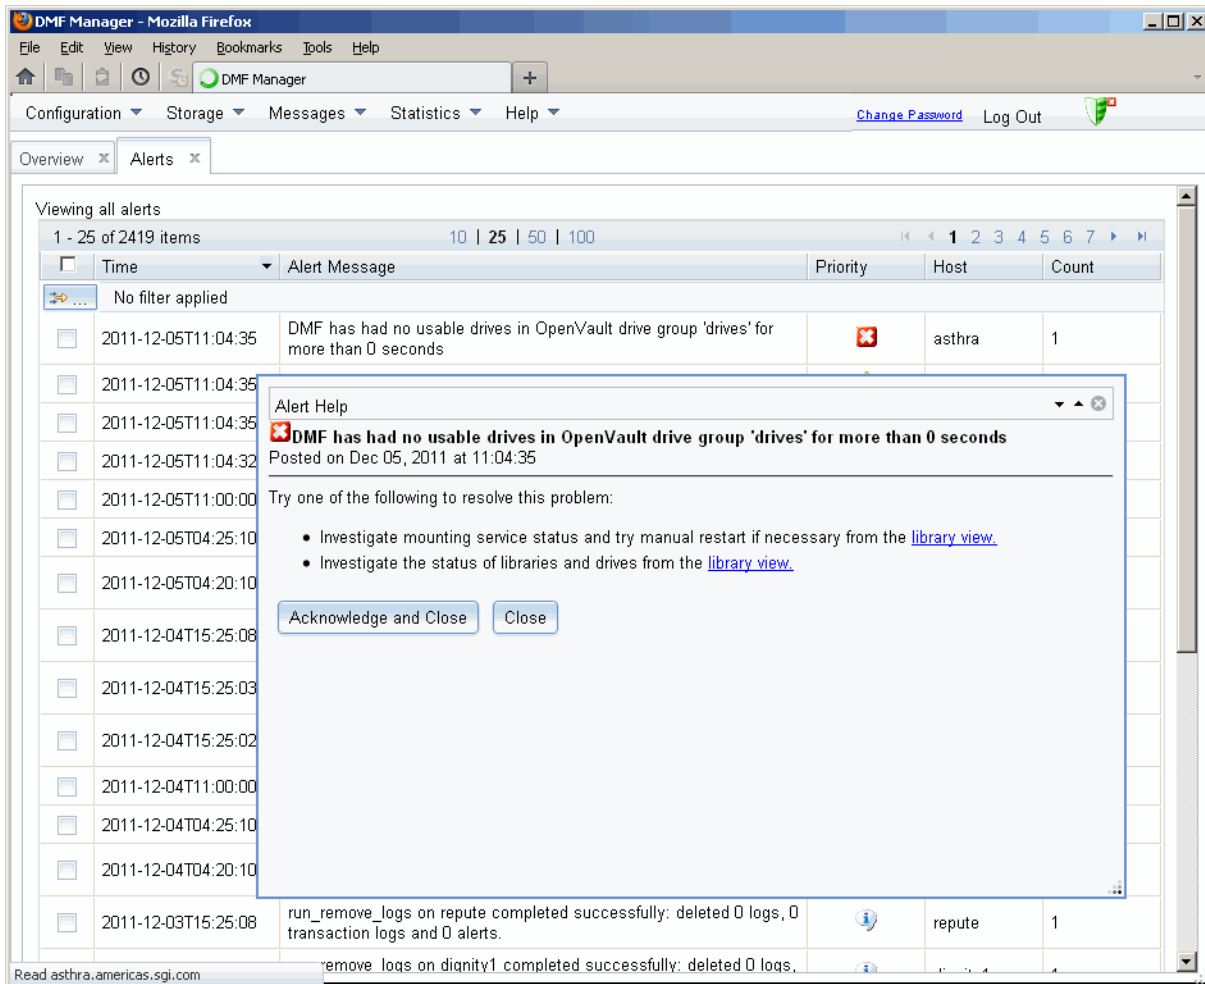 DMF Manager - Mozilla Firefox
File Edit View History Bookmarks Tools Help
DMF Manager
Configuration Storage Messages Statistics Help Change Password Log Out
Overview Alerts
Viewing all alerts
1 - 25 of 2419 items 10 | 25 | 50 | 100 1 2 3 4 5 6 7
Time Alert Message Priority Host Count
... No filter applied
2011-12-05T11:04:35 DMF has had no usable drives in OpenVault drive group 'drives' for asthra 1
more than 0 seconds
2011-12-05T11:04:35
2011-12-05T11:04:35
2011-12-05T11:04:32
2011-12-05T11:00:00
2011-12-05T04:25:10
2011-12-05T04:20:10
2011-12-04T15:25:08
2011-12-04T15:25:03
2011-12-04T15:25:02
2011-12-04T11:00:00
2011-12-04T04:25:10
2011-12-04T04:20:10
Alert Help
DMF has had no usable drives in OpenVault drive group 'drives' for more than 0 seconds
Posted on Dec 05, 2011 at 11:04:35
Try one of the following to resolve this problem:
• Investigate mounting service status and try manual restart if necessary from the library view.
• Investigate the status of libraries and drives from the library view.
Acknowledge and Close Close
2011-12-03T15:25:08 run_remove_logs on repute completed successfully: deleted 0 logs, 0 repute 1
transaction logs and 0 alerts.
remove_logs on dignity1 completed successfully: deleted 0 logs,
Read asthra.americas.sgi.com